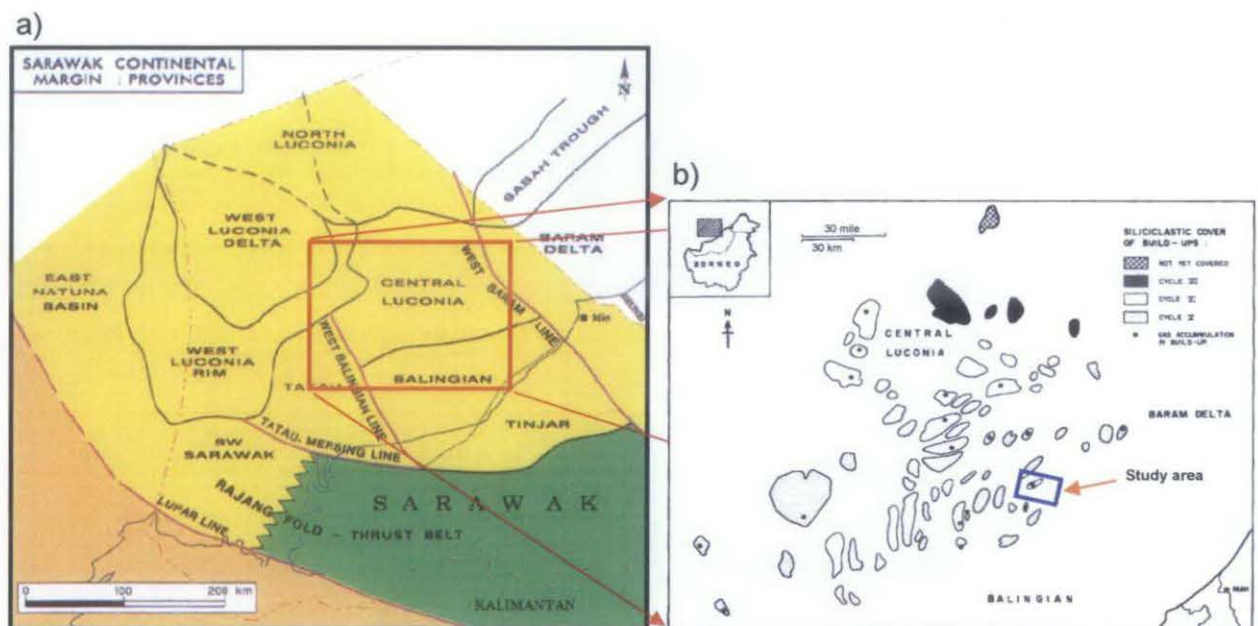 a)
SARAWAK CONTINENTAL
MARGIN : PROVINCES
N
NORTH
LUCONIA
SABAH TROUGH
WEST
LUCONIA
DELTA
BARAM
DELTA
EAST
NATUNA
BASIN
CENTRAL
LUCONIA
WEST BARAM LINE
Miri
WEST
LUCONIA
RIM
WEST BALINGIAN LINE
BALINGIAN
TINJAR
TATAU MERSING LINE
SW
SARAWAK
SARAWAK
RAJANG FOLD - THRUST BELT
LUPAR LINE
0 100 200 km
KALIMANTAN
b)
BORNEO
N
30 mile
30 km
SILICICLASTIC COVER
OF BUILD-UPS :
NOT YET COVERED
CYCLE
CYCLE
CYCLE V
GAS ACCUMULATION
IN BUILD-UP
CENTRAL
LUCONIA
BARAM DELTA
Study area
BALINGIAN